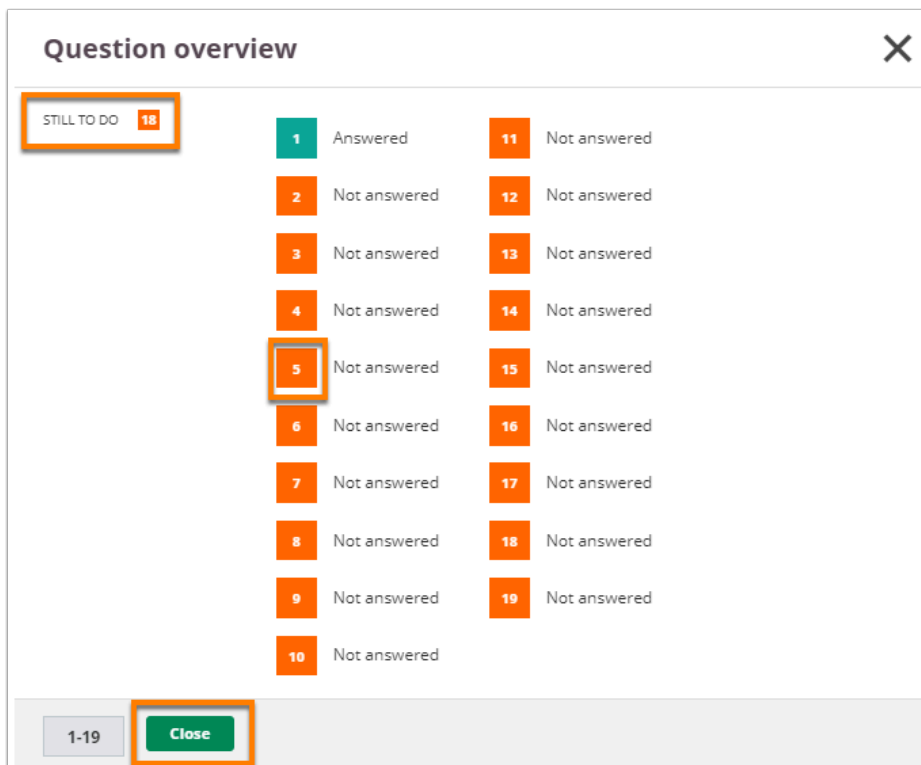 Question overview
STILL TO DO 18
1 Answered
2 Not answered
3 Not answered
4 Not answered
5 Not answered
6 Not answered
7 Not answered
8 Not answered
9 Not answered
10 Not answered
11 Not answered
12 Not answered
13 Not answered
14 Not answered
15 Not answered
16 Not answered
17 Not answered
18 Not answered
19 Not answered
1-19 Close